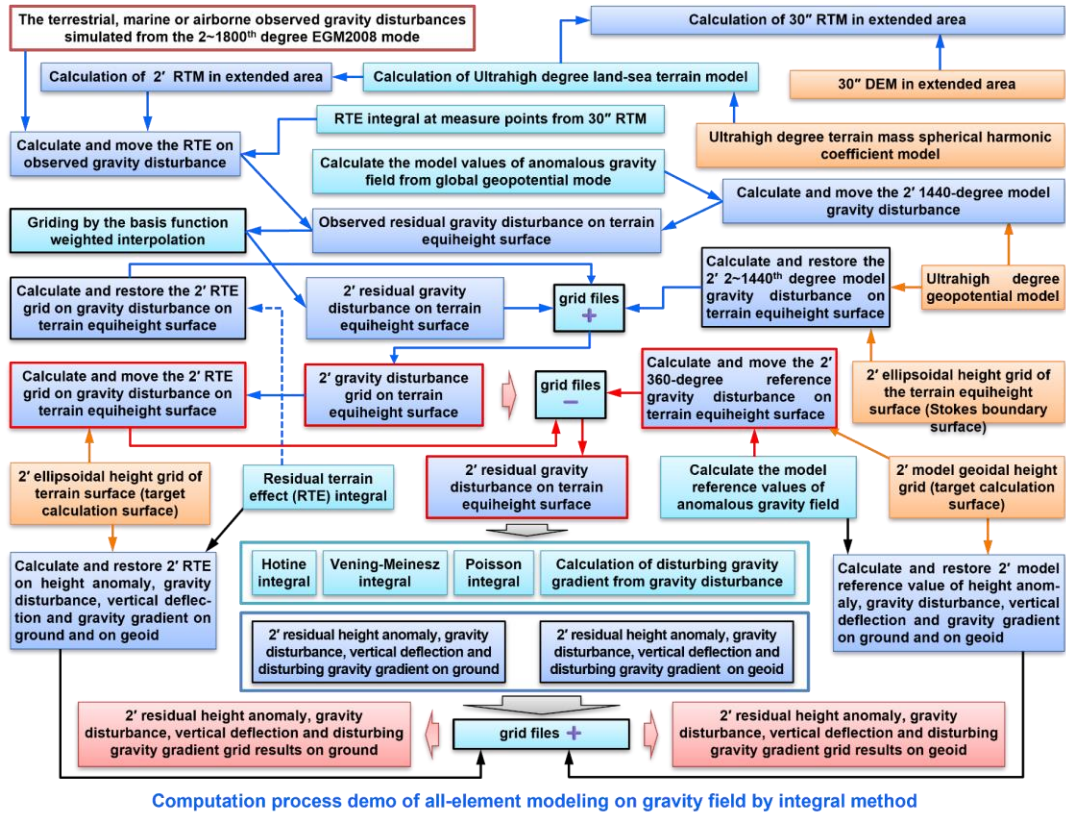 The terrestrial, marine or airborne observed gravity disturbances
simulated from the 2~1800th degree EGM2008 mode
Calculation of 30″ RTM in extended area
Calculation of 2′ RTM in extended area
Calculation of Ultrahigh degree land-sea terrain model
30″ DEM in extended area
RTE integral at measure points from 30″ RTM
Ultrahigh degree terrain mass spherical harmonic
coefficient model
Calculate and move the RTE on
observed gravity disturbance
Calculate the model values of anomalous gravity
field from global geopotential mode
Calculate and move the 2′ 1440-degree model
gravity disturbance
Griding by the basis function
weighted interpolation
Observed residual gravity disturbance on terrain
equiheight surface
Calculate and restore the 2′ RTE
grid on gravity disturbance on
terrain equiheight surface
2′ residual gravity
disturbance on terrain
equiheight surface
grid files
+
Calculate and restore the
2′ 2~1440th degree model
gravity disturbance on
terrain equiheight surface
Ultrahigh degree
geopotential model
Calculate and move the 2′ RTE
grid on gravity disturbance on
terrain equiheight surface
2′ gravity disturbance
grid on terrain
equiheight surface
grid files
−
Calculate and move the 2′
360-degree reference
gravity disturbance on
terrain equiheight surface
2′ ellipsoidal height grid of
the terrain equiheight
surface (Stokes boundary
surface)
2′ ellipsoidal height grid of
terrain surface (target
calculation surface)
Residual terrain
effect (RTE) integral
2′ residual gravity
disturbance on terrain
equiheight surface
Calculate the model
reference values of
anomalous gravity field
2′ model geoidal height
grid (target calculation
surface)
Calculate and restore 2′ RTE
on height anomaly, gravity
disturbance, vertical deflec-
tion and gravity gradient on
ground and on geoid
Hotine
integral
Vening-Meinesz
integral
Poisson
integral
Calculation of disturbing gravity
gradient from gravity disturbance
Calculate and restore 2′ model
reference value of height anom-
aly, gravity disturbance, vertical
deflection and gravity gradient
on ground and on geoid
2′ residual height anomaly, gravity
disturbance, vertical deflection and
disturbing gravity gradient on ground
2′ residual height anomaly, gravity
disturbance, vertical deflection and
disturbing gravity gradient on geoid
2′ residual height anomaly, gravity
disturbance, vertical deflection and disturbing
gravity gradient grid results on ground
grid files +
2′ residual height anomaly, gravity
disturbance, vertical deflection and disturbing
gravity gradient grid results on geoid
Computation process demo of all-element modeling on gravity field by integral method